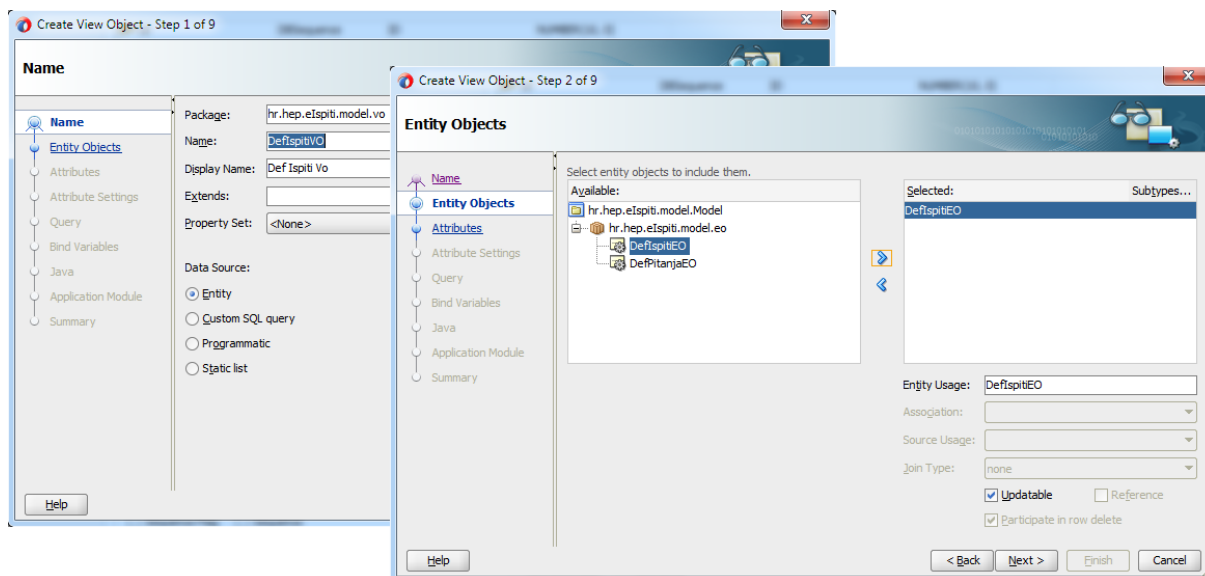 Create View Object - Step 1 of 9
Name
Name
Entity Objects
Attributes
Attribute Settings
Query
Bind Variables
Java
Application Module
Summary
Package: hr.hep.eIspiti.model.vo
Name: DefIspitiVO
Display Name: Def Ispiti Vo
Extends:
Property Set: <None>
Data Source:
Entity
Custom SQL query
Programmatic
Static list
Help
Create View Object - Step 2 of 9
Entity Objects
Name
Entity Objects
Attributes
Attribute Settings
Query
Bind Variables
Java
Application Module
Summary
Select entity objects to include them.
Available:
hr.hep.eIspiti.model.Model
hr.hep.eIspiti.model.eo
DefIspitiEO
DefPitanjaEO
Selected: Subtypes...
DefIspitiEO
Entity Usage: DefIspitiEO
Association:
Source Usage:
Join Type: none
Updatable Reference
Participate in row delete
Help < Back Next > Finish Cancel